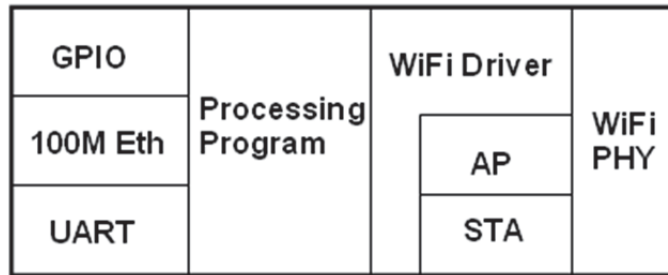 GPIO
100M Eth
UART
Processing
Program
WiFi Driver
AP
STA
WiFi
PHY